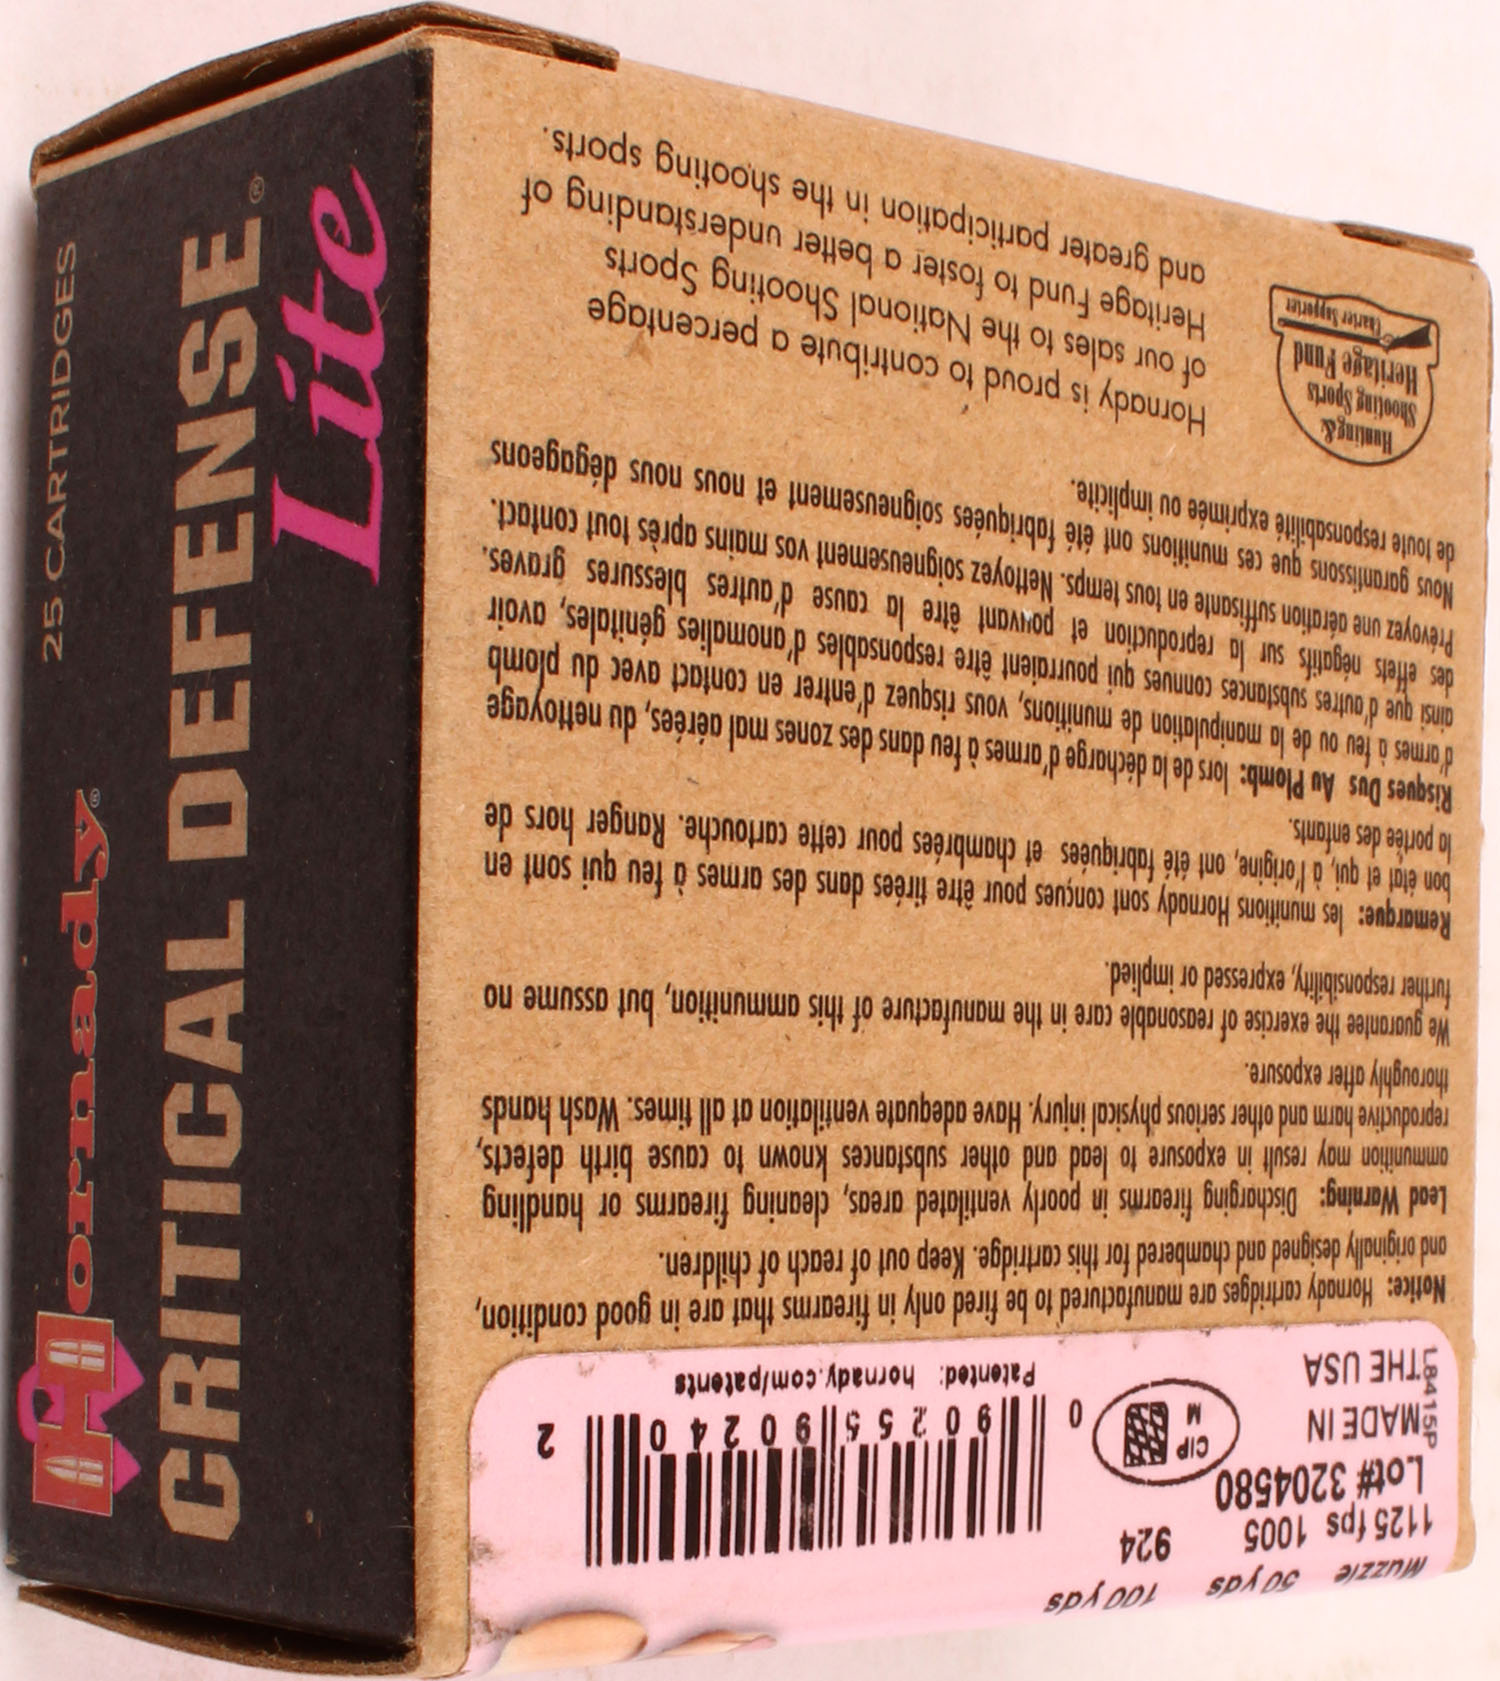 Hornady®
25 CARTRIDGES
CRITICAL DEFENSE®
Lite
Muzzle 50 yds 100 yds
1125 fps 1005 924
Lot# 3204580
MADE IN
THE USA
L8415P
CIP
M
0 90255 90240 2
Patented: hornady.com/patents
Notice: Hornady cartridges are manufactured to be fired only in firearms that are in good condition,
and originally designed and chambered for this cartridge. Keep out of reach of children.
Lead Warning: Discharging firearms in poorly ventilated areas, cleaning firearms or handling
ammunition may result in exposure to lead and other substances known to cause birth defects,
reproductive harm and other serious physical injury. Have adequate ventilation at all times. Wash hands
thoroughly after exposure.
We guarantee the exercise of reasonable care in the manufacture of this ammunition, but assume no
further responsibility, expressed or implied.
Remarque: les munitions Hornady sont conçues pour être tirées dans des armes à feu qui sont en
bon état et qui, à l'origine, ont été fabriquées et chambrées pour cette cartouche. Ranger hors de
la portée des enfants.
Risques Dus Au Plomb: lors de la décharge d'armes à feu dans des zones mal aérées, du nettoyage
d'armes à feu ou de la manipulation de munitions, vous risquez d'entrer en contact avec du plomb
ainsi que d'autres substances connues qui pourraient être responsables d'anomalies génitales, avoir
des effets négatifs sur la reproduction et pouvant être la cause d'autres blessures graves.
Prévoyez une aération suffisante en tous temps. Nettoyez soigneusement vos mains après tout contact.
Nous garantissons que ces munitions ont été fabriquées soigneusement et nous nous dégageons
de toute responsabilité exprimée ou implicite.
Hunting &
Shooting Sports
Heritage Fund
Charter Supporter
Hornady is proud to contribute a percentage
of our sales to the National Shooting Sports
Heritage Fund to foster a better understanding of
and greater participation in the shooting sports.